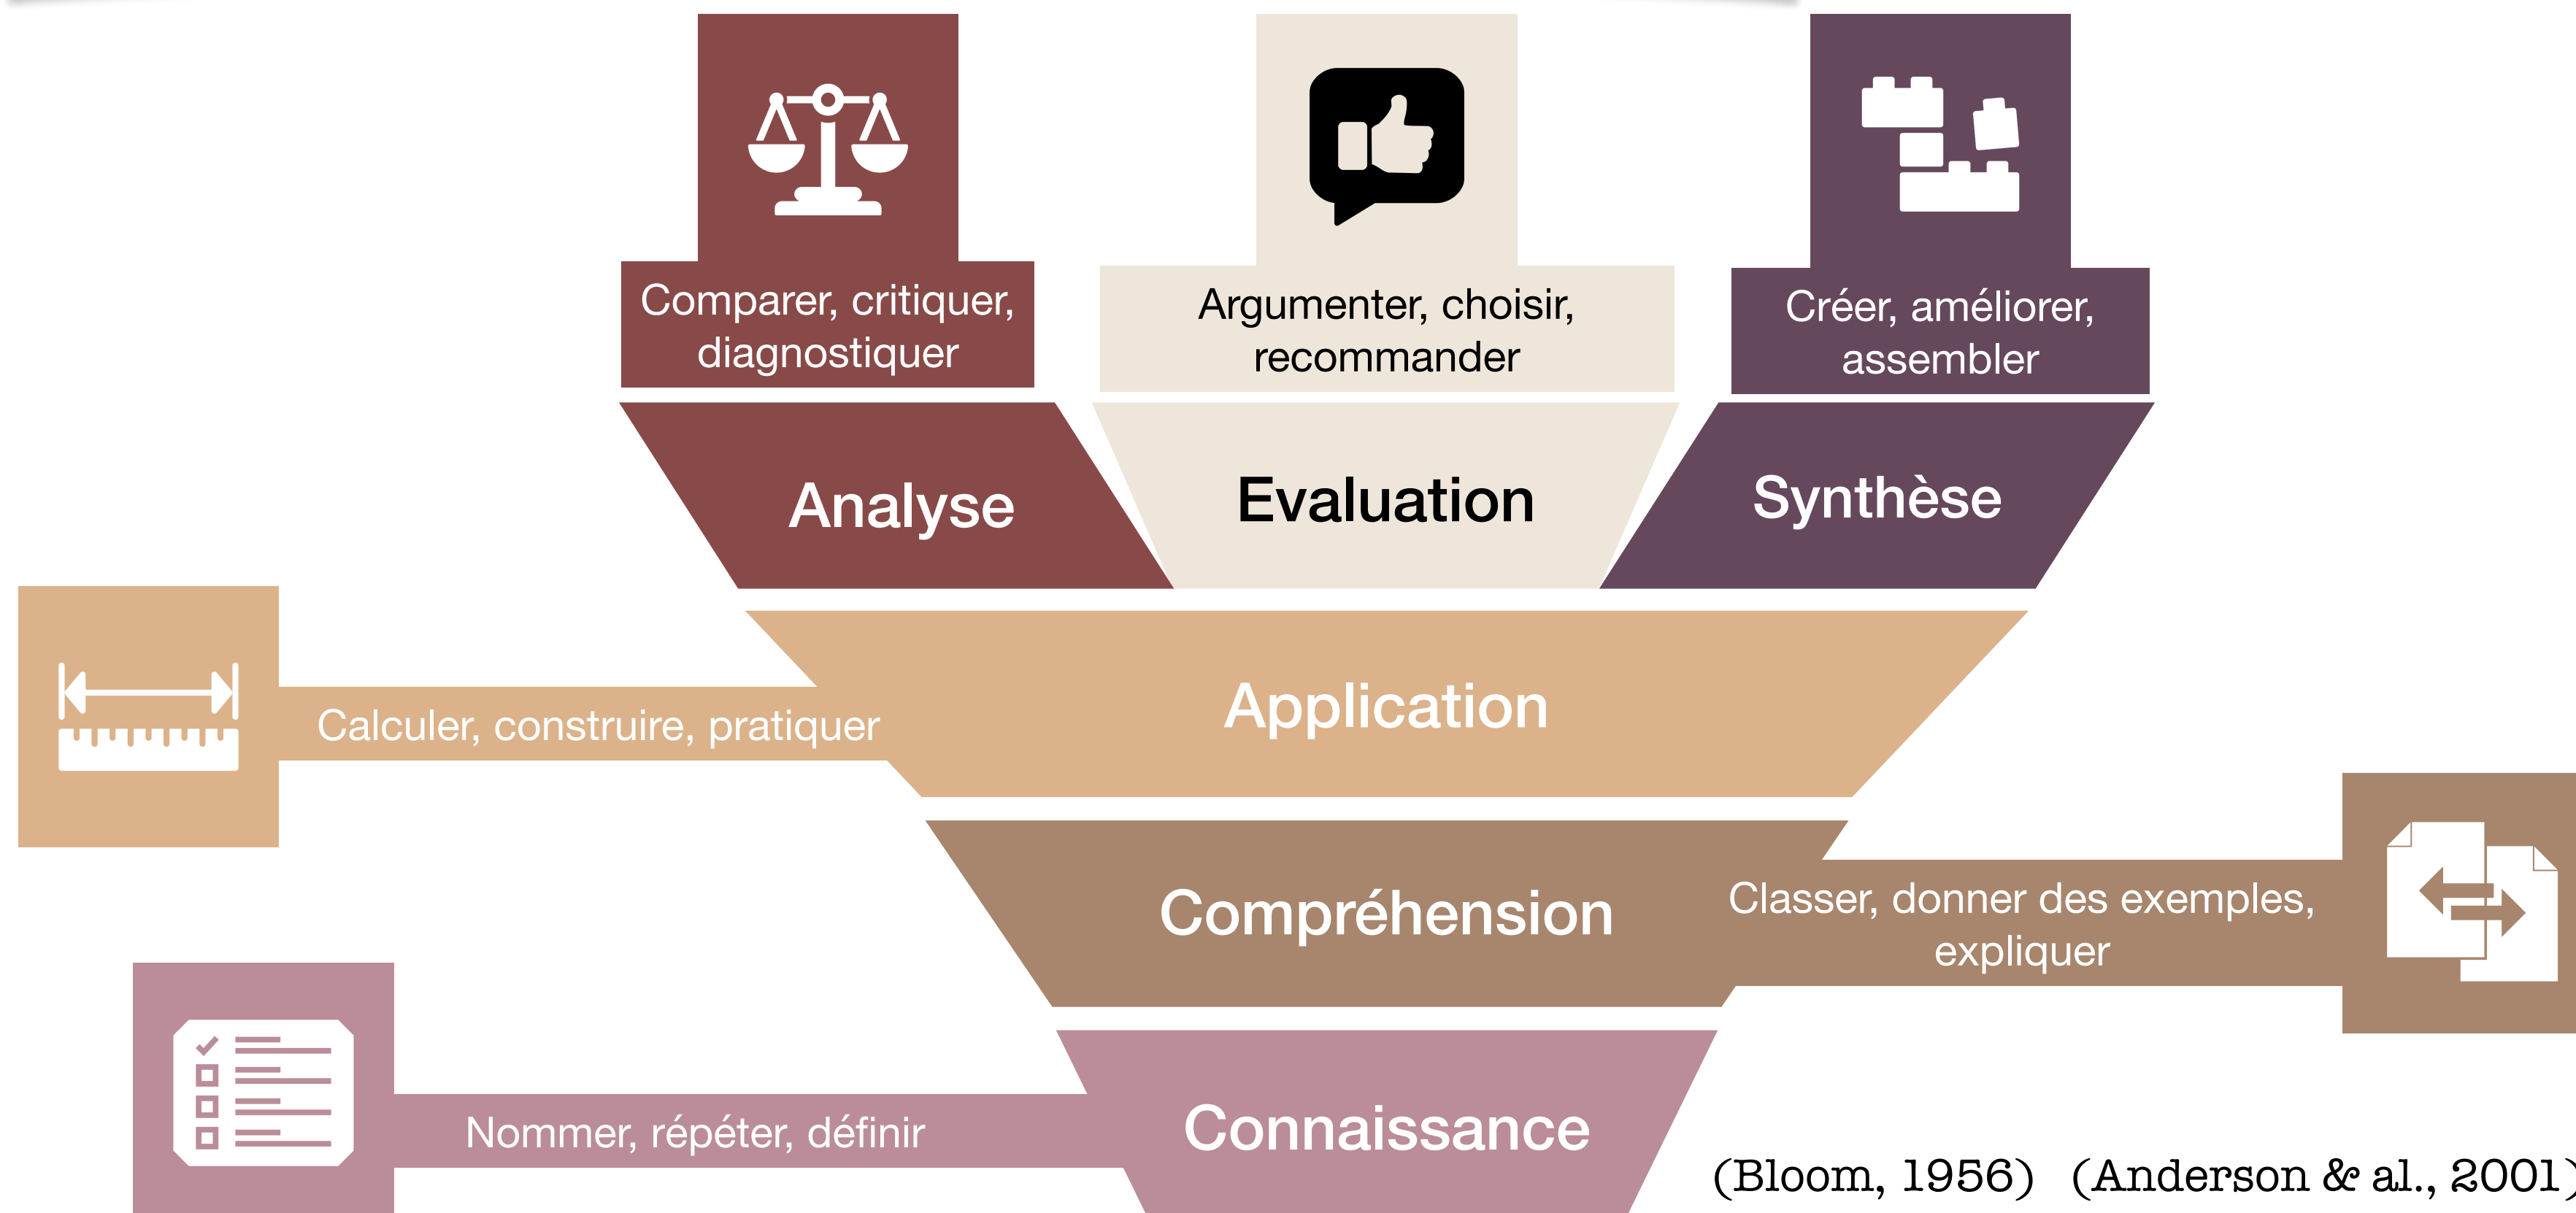 Comparer, critiquer,
diagnostiquer
Argumenter, choisir,
recommander
Créer, améliorer,
assembler
Analyse
Evaluation
Synthèse
Application
Calculer, construire, pratiquer
Compréhension
Classer, donner des exemples,
expliquer
Connaissance
Nommer, répéter, définir
(Bloom, 1956) (Anderson & al., 2001)